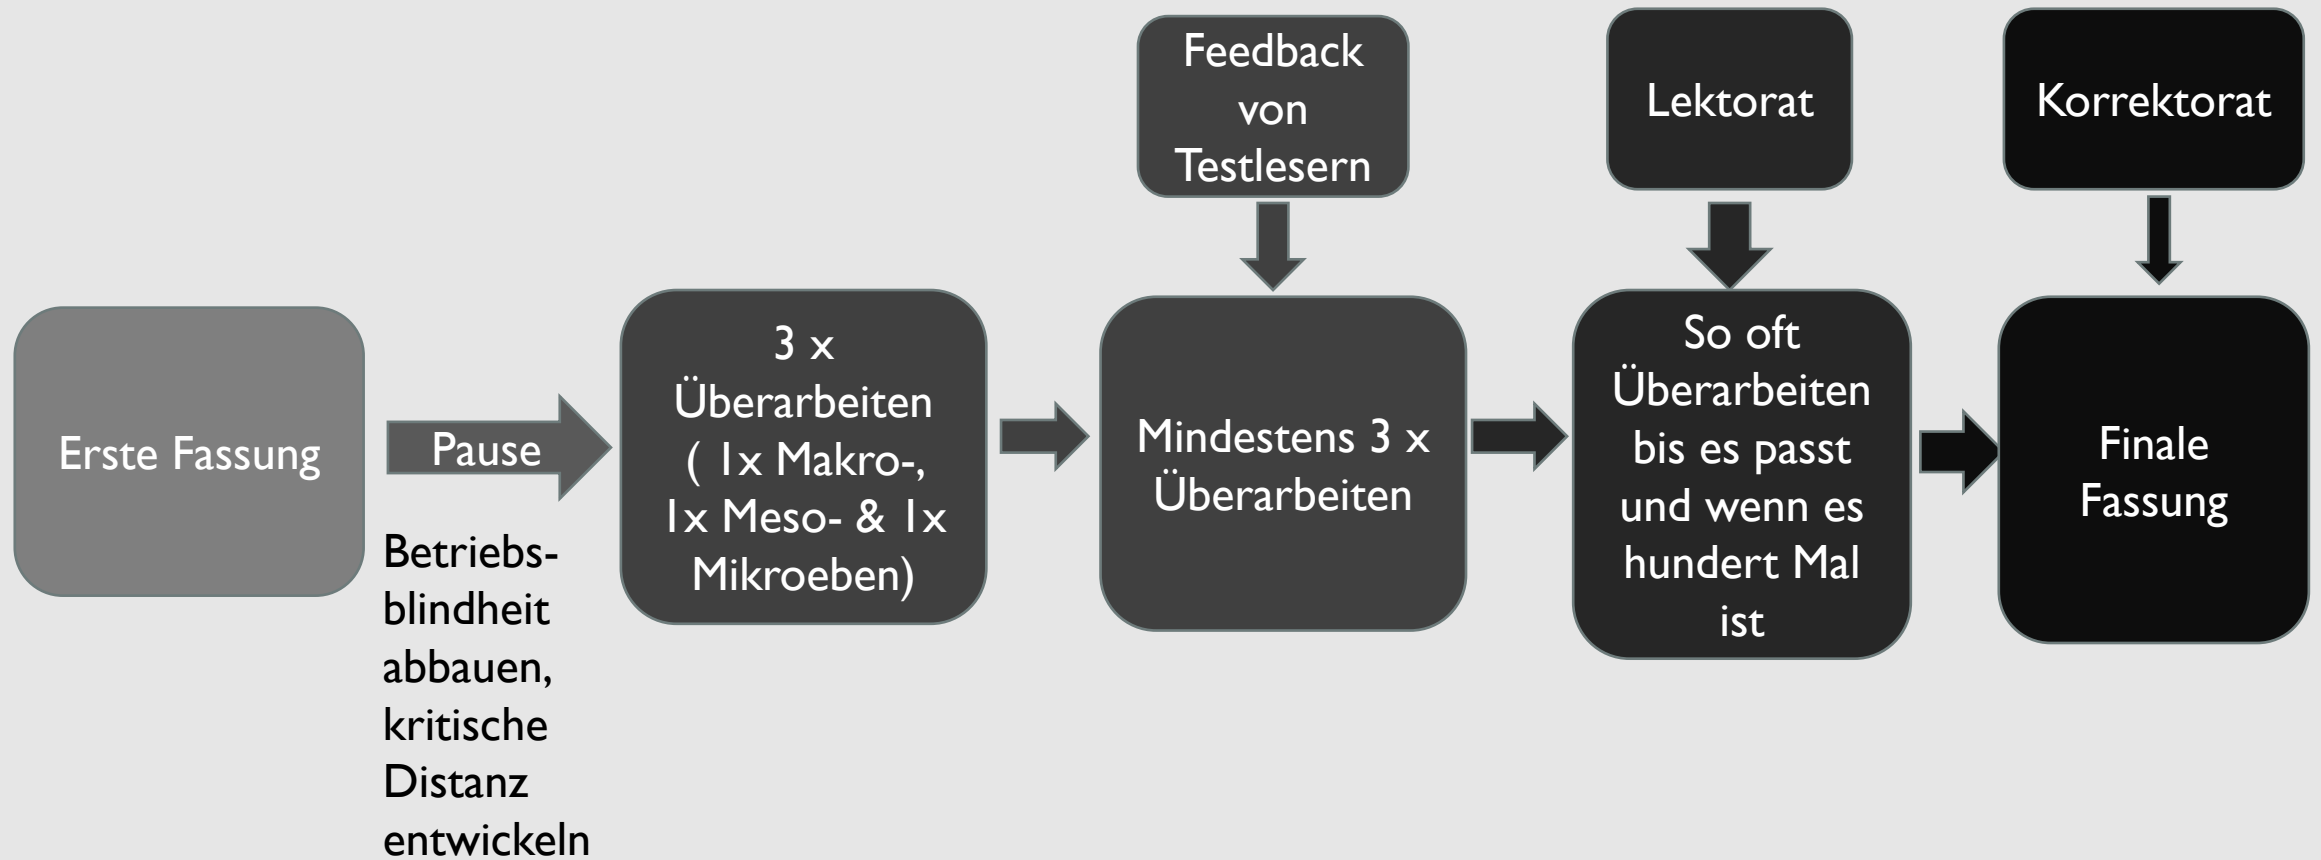 Feedback
von
Testlesern
Lektorat
Korrektorat
Erste Fassung
Pause
Betriebs-
blindheit
abbauen,
kritische
Distanz
entwickeln
3 x
Überarbeiten
( 1x Makro-,
1x Meso- & 1x
Mikroeben)
Mindestens 3 x
Überarbeiten
So oft
Überarbeiten
bis es passt
und wenn es
hundert Mal
ist
Finale
Fassung